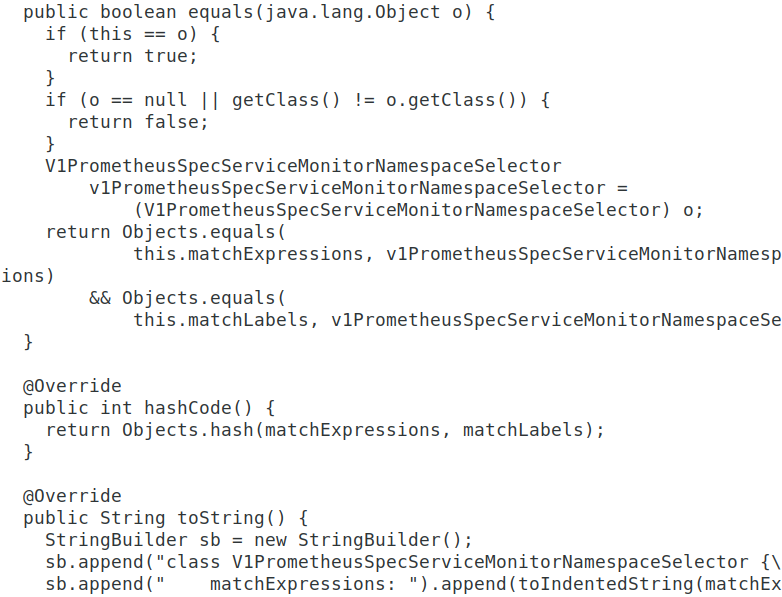 public boolean equals(java.lang.Object o) {
if (this == o) {
return true;
}
if (o == null || getClass() != o.getClass()) {
return false;
}
V1PrometheusSpecServiceMonitorNamespaceSelector
v1PrometheusSpecServiceMonitorNamespaceSelector =
(V1PrometheusSpecServiceMonitorNamespaceSelector) o;
return Objects.equals(
this.matchExpressions, v1PrometheusSpecServiceMonitorNamesp
ions)
&& Objects.equals(
this.matchLabels, v1PrometheusSpecServiceMonitorNamespaceSe
}
@Override
public int hashCode() {
return Objects.hash(matchExpressions, matchLabels);
}
@Override
public String toString() {
StringBuilder sb = new StringBuilder();
sb.append("class V1PrometheusSpecServiceMonitorNamespaceSelector {\
sb.append("    matchExpressions: ").append(toIndentedString(matchEx